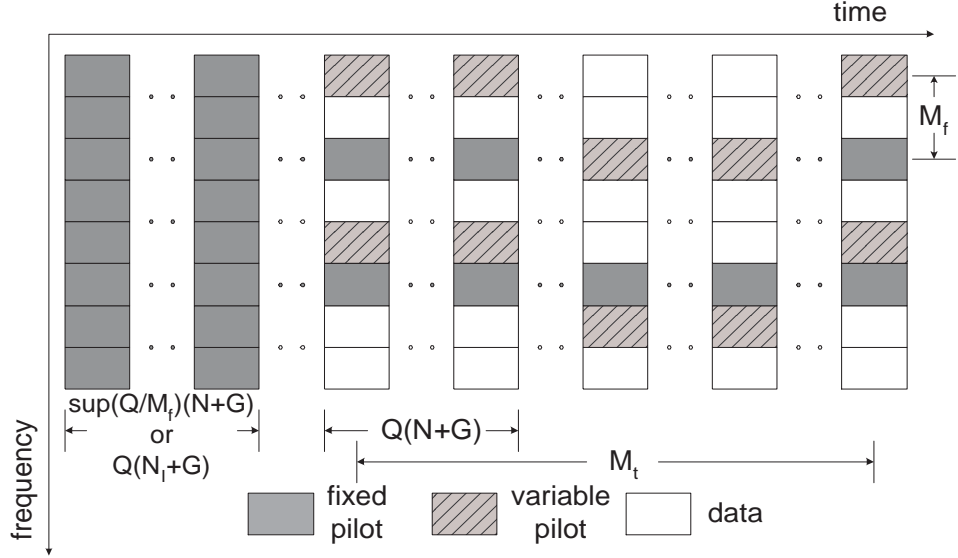 time
M_f
sup(Q/M_f)(N+G)
or
Q(N_I+G)
Q(N+G)
M_t
frequency
fixed
pilot
variable
pilot
data